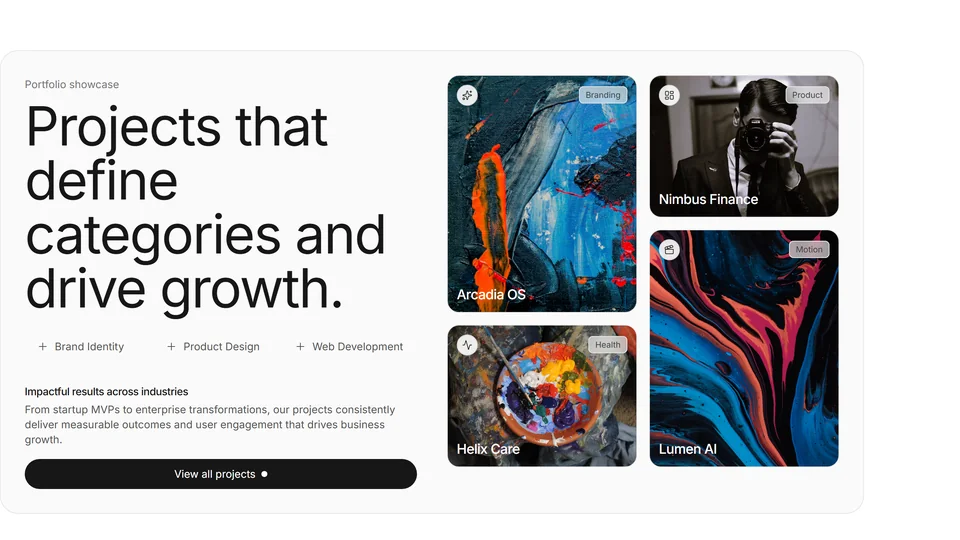 Portfolio showcase
Projects that
define
categories and
drive growth.
Brand Identity
Product Design
Web Development
Impactful results across industries
From startup MVPs to enterprise transformations, our projects consistently
deliver measurable outcomes and user engagement that drives business
growth.
View all projects
Branding
Arcadia OS
Health
Helix Care
Product
Nimbus Finance
Motion
Lumen AI